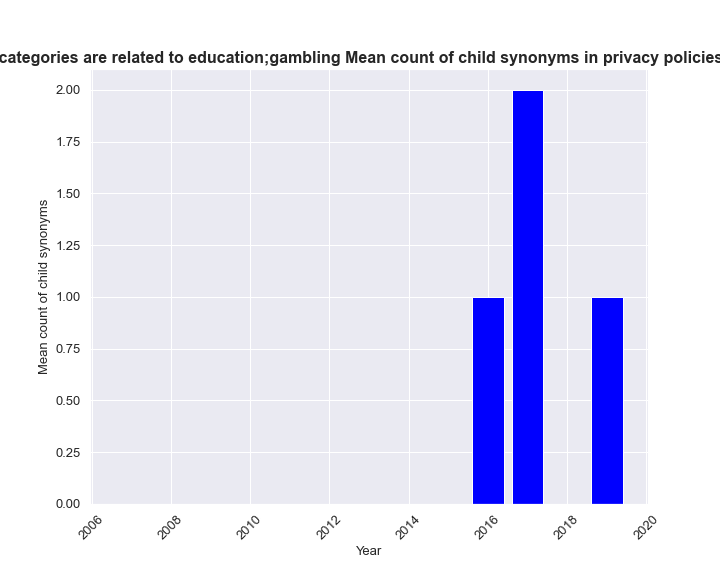 categories are related to education;gambling Mean count of child synonyms in privacy policies
2.00
1.75
1.50
1.25
1.00
0.75
0.50
0.25
0.00
Mean count of child synonyms
2006 2008 2010 2012 2014 2016 2018 2020
Year